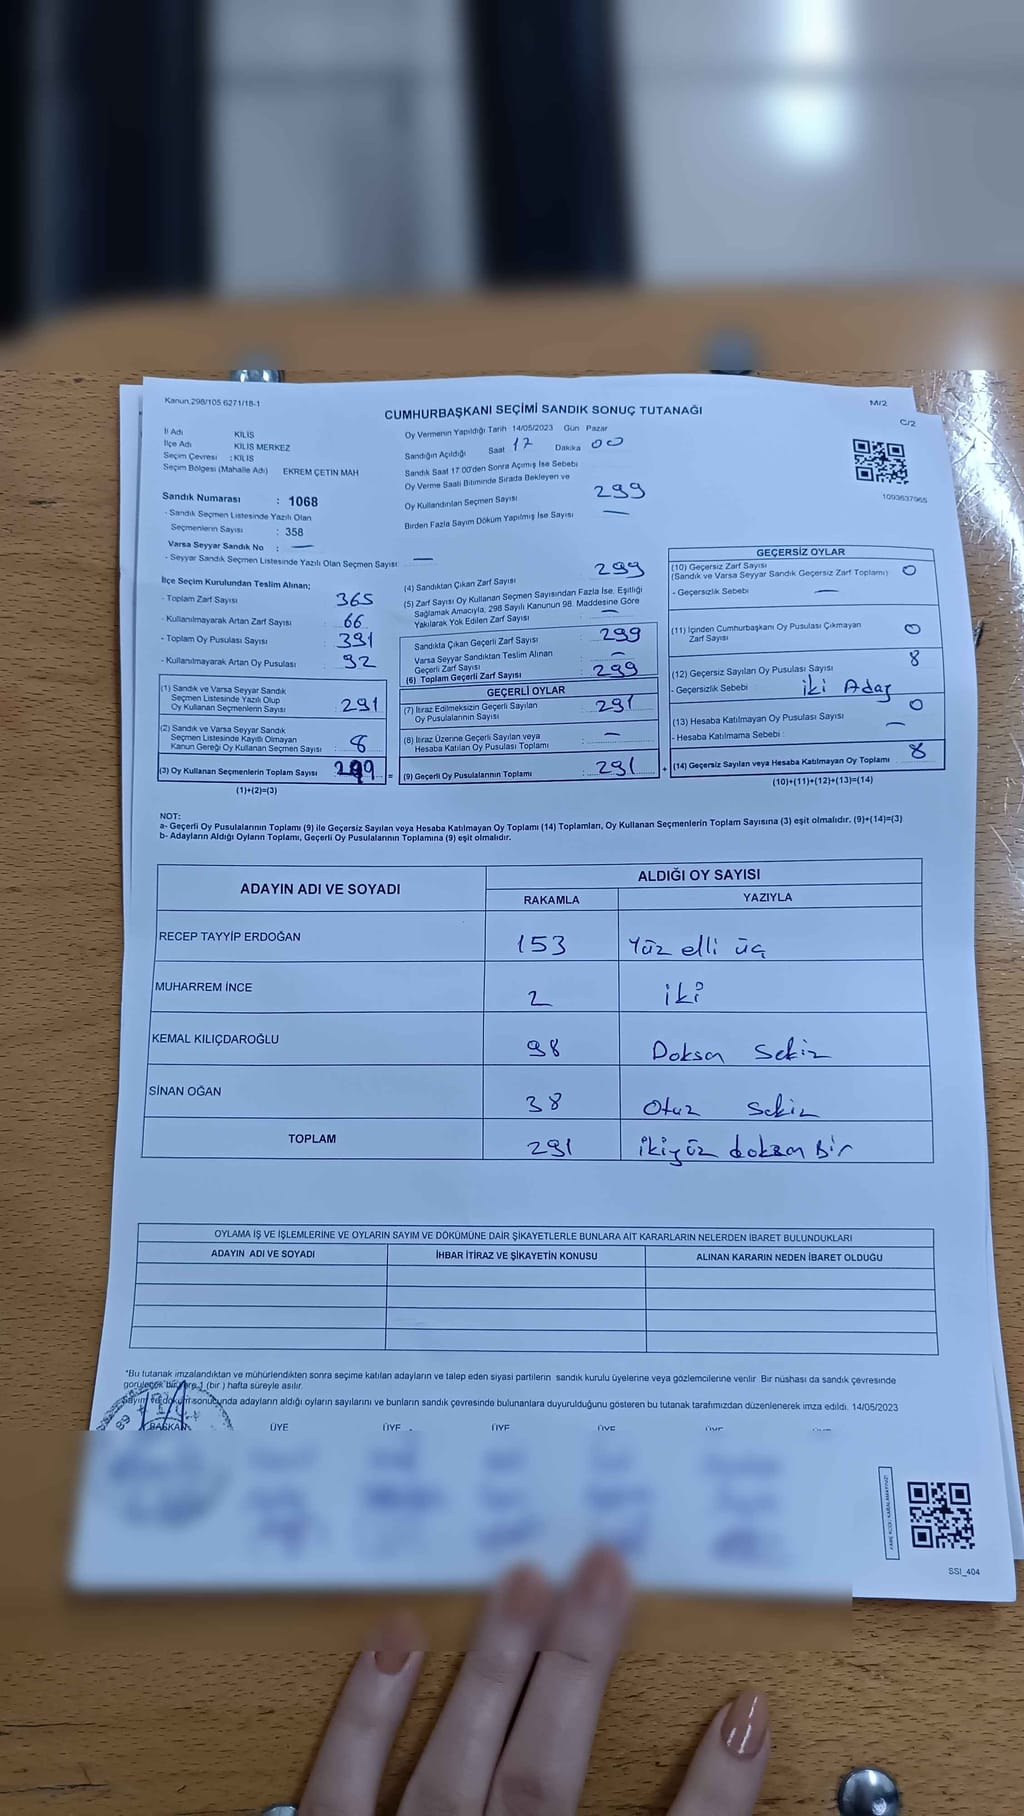 Kanun.298/105 6271/18-1
M/2
C/2
CUMHURBAŞKANI SEÇİMİ SANDIK SONUÇ TUTANAĞI
İl Adı KİLİS
İlçe Adı KİLİS MERKEZ
Seçim Çevresi : KİLİS
Seçim Bölgesi (Mahalle Adı) EKREM ÇETİN MAH
Sandık Numarası : 1068
- Sandık Seçmen Listesinde Yazılı Olan
Seçmenlerin Sayısı : 358
Varsa Seyyar Sandık No : —
- Seyyar Sandık Seçmen Listesinde Yazılı Olan Seçmen Sayısı —
Oy Vermenin Yapıldığı Tarih 14/05/2023 Gün Pazar
Sandığın Açıldığı Saat 17 Dakika 00
Sandık Saat 17 00'den Sonra Açımış İse Sebebi
Oy Verme Saati Bitiminde Sırada Bekleyen ve
Oy Kullandırılan Seçmen Sayısı 299
Birden Fazla Sayım Döküm Yapılmış İse Sayısı —
1093637965
İlçe Seçim Kurulundan Teslim Alınan;
- Toplam Zarf Sayısı 365
- Kullanılmayarak Artan Zarf Sayısı 66
- Toplam Oy Pusulası Sayısı 391
- Kullanılmayarak Artan Oy Pusulası 92
(1) Sandık ve Varsa Seyyar Sandık
Seçmen Listesinde Yazılı Olup
Oy Kullanan Seçmenlerin Sayısı 291
(2) Sandık ve Varsa Seyyar Sandık
Seçmen Listesinde Kayıtlı Olmayan
Kanun Gereği Oy Kullanan Seçmen Sayısı 8
(3) Oy Kullanan Seçmenlerin Toplam Sayısı 299 =
(1)+(2)=(3)
(4) Sandıktan Çıkan Zarf Sayısı 299
(5) Zarf Sayısı Oy Kullanan Seçmen Sayısından Fazla İse, Eşitliği
Sağlamak Amacıyla; 298 Sayılı Kanunun 98. Maddesine Göre
Yakılarak Yok Edilen Zarf Sayısı —
Sandıkta Çıkan Geçerli Zarf Sayısı 299
Varsa Seyyar Sandıktan Teslim Alınan
Geçerli Zarf Sayısı —
(6) Toplam Geçerli Zarf Sayısı 299
GEÇERLİ OYLAR
(7) İtiraz Edilmeksizin Geçerli Sayılan
Oy Pusulalarının Sayısı 291
(8) İtiraz Üzerine Geçerli Sayılan veya
Hesaba Katılan Oy Pusulası Toplamı —
(9) Geçerli Oy Pusulalarının Toplamı : 291 +
GEÇERSİZ OYLAR
(10) Geçersiz Zarf Sayısı
(Sandık ve Varsa Seyyar Sandık Geçersiz Zarf Toplamı) 0
- Geçersizlik Sebebi —
(11) İçinden Cumhurbaşkanı Oy Pusulası Çıkmayan
Zarf Sayısı 0
(12) Geçersiz Sayılan Oy Pusulası Sayısı 8
- Geçersizlik Sebebi iki Aday
(13) Hesaba Katılmayan Oy Pusulası Sayısı 0
- Hesaba Katılmama Sebebi : —
(14) Geçersiz Sayılan veya Hesaba Katılmayan Oy Toplamı 8
(10)+(11)+(12)+(13)=(14)
NOT:
a- Geçerli Oy Pusulalarının Toplamı (9) ile Geçersiz Sayılan veya Hesaba Katılmayan Oy Toplamı (14) Toplamları, Oy Kullanan Seçmenlerin Toplam Sayısına (3) eşit olmalıdır. (9)+(14)=(3)
b- Adayların Aldığı Oyların Toplamı, Geçerli Oy Pusulalarının Toplamına (9) eşit olmalıdır.
ADAYIN ADI VE SOYADI
ALDIĞI OY SAYISI
RAKAMLA YAZIYLA
RECEP TAYYİP ERDOĞAN 153 Yüz elli üç
MUHARREM İNCE 2 iki
KEMAL KILIÇDAROĞLU 98 Doksan Sekiz
SİNAN OĞAN 38 Otuz Sekiz
TOPLAM 291 ikiyüz doksan Bir
OYLAMA İŞ VE İŞLEMLERİNE VE OYLARIN SAYIM VE DÖKÜMÜNE DAİR ŞİKAYETLERLE BUNLARA AİT KARARLARIN NELERDEN İBARET BULUNDUKLARI
ADAYIN ADI VE SOYADI İHBAR İTİRAZ VE ŞİKAYETİN KONUSU ALINAN KARARIN NEDEN İBARET OLDUĞU
"Bu tutanak imzalandıktan ve mühürlendikten sonra seçime katılan adayların ve talep eden siyasi partilerin sandık kurulu üyelerine veya gözlemcilerine verilir Bir nüshası da sandık çevresinde
1 (bir ) hafta süreyle asılır.
sonucunda adayların aldığı oyların sayılarını ve bunların sandık çevresinde bulunanlara duyurulduğunu gösteren bu tutanak tarafımızdan düzenlenerek imza edildi. 14/05/2023
BAŞKAN ÜYE ÜYE ÜYE ÜYE ÜYE
SSI_404